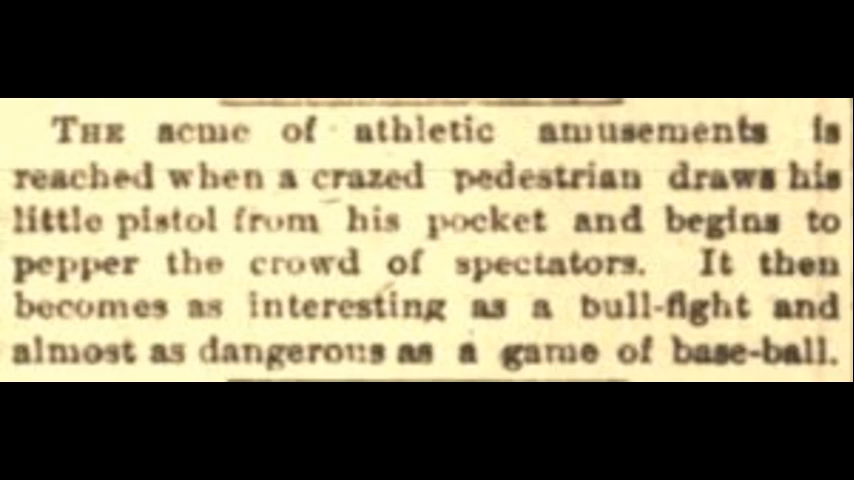 THE acme of athletic amusements is
reached when a crazed pedestrian draws his
little pistol from his pocket and begins to
pepper the crowd of spectators. It then
becomes as interesting as a bull-fight and
almost as dangerous as a game of base-ball.